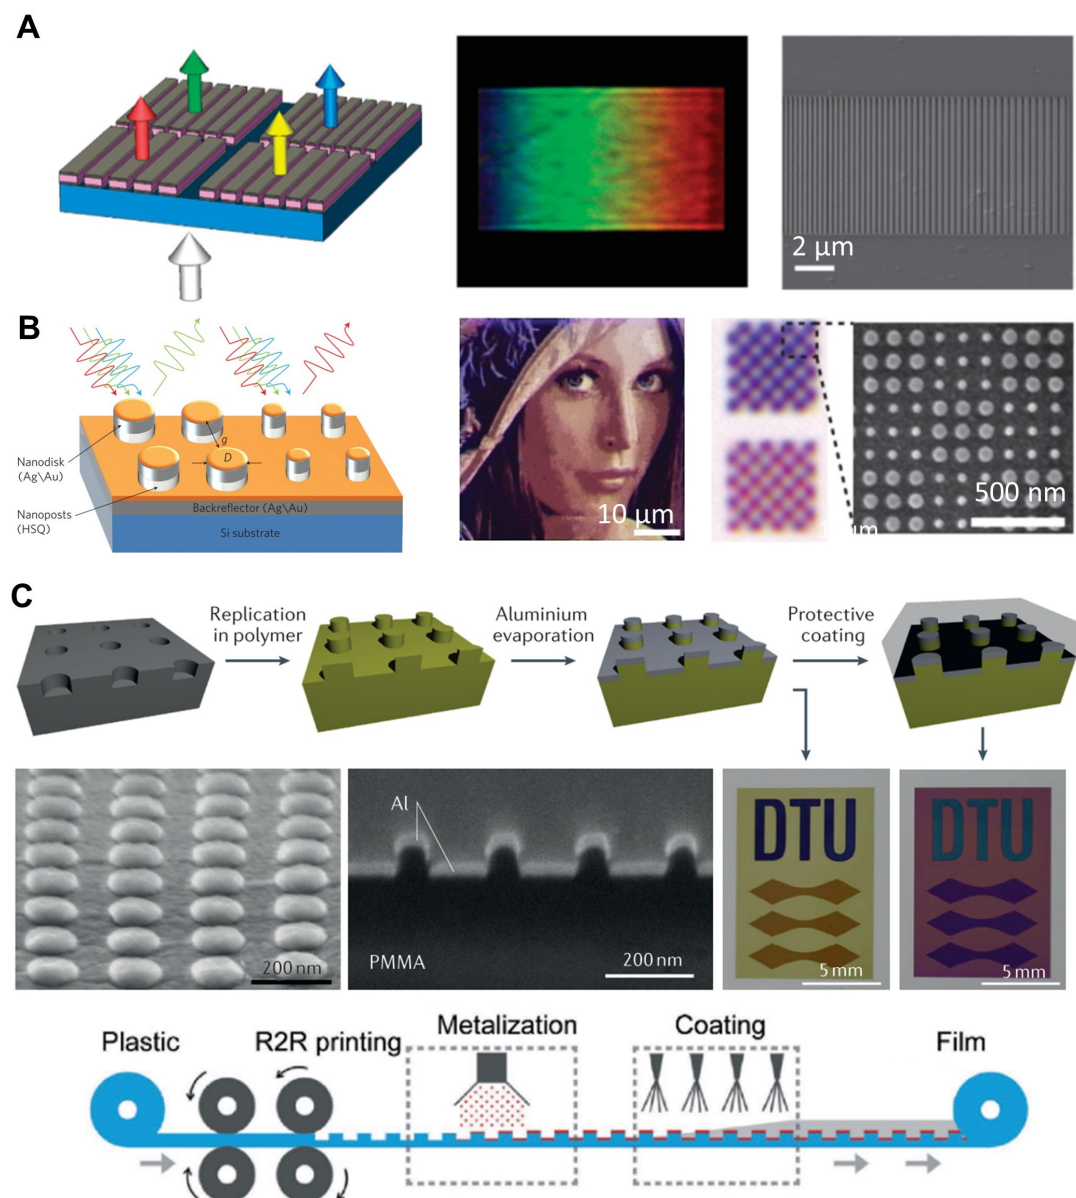 A
2 µm
B
g
D
Nanodisk
(Ag\Au)
Nanoposts
(HSQ)
Backreflector (Ag\Au)
Si substrate
10 µm
500 nm
C
Replication
in polymer
Aluminium
evaporation
Protective
coating
Al
200 nm
PMMA
200 nm
DTU
5 mm
DTU
5 mm
Plastic
R2R printing
Metalization
Coating
Film